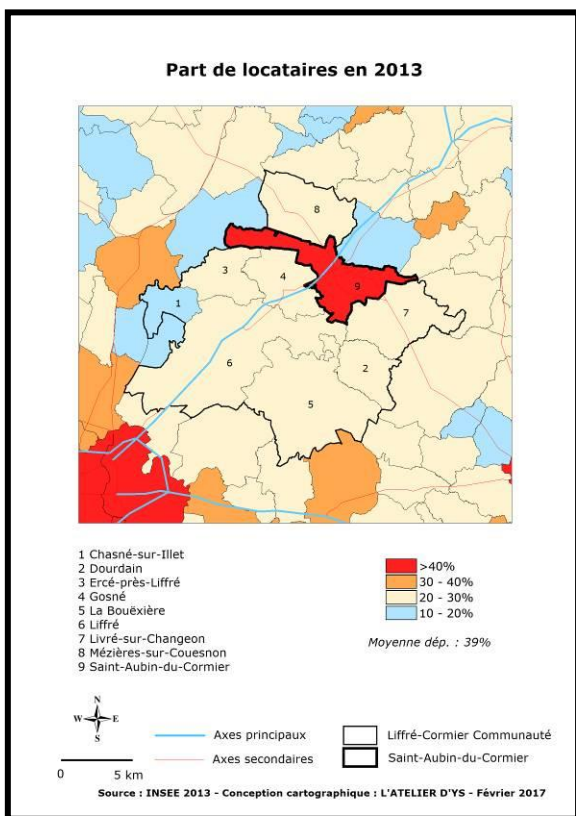 Part de locataires en 2013
8
3
4
9
1
7
6
2
5
1 Chasné-sur-Illet
2 Dourdain
3 Ercé-près-Liffré
4 Gosné
5 La Bouëxière
6 Liffré
7 Livré-sur-Changeon
8 Mézières-sur-Couesnon
9 Saint-Aubin-du-Cormier
>40%
30 - 40%
20 - 30%
10 - 20%
Moyenne dép. : 39%
N
W E
S
0 5 km
Axes principaux
Axes secondaires
Liffré-Cormier Communauté
Saint-Aubin-du-Cormier
Source : INSEE 2013 - Conception cartographique : L'ATELIER D'YS - Février 2017